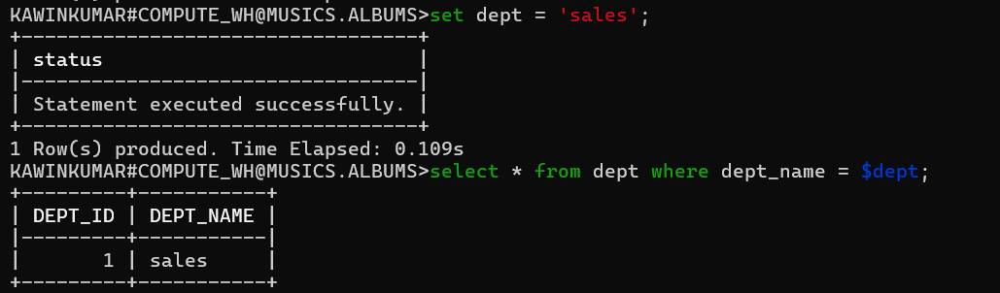 KAWINKUMAR#COMPUTE_WH@MUSICS.ALBUMS>set dept = 'sales';
+----------------------------------+
| status                           |
|----------------------------------|
| Statement executed successfully. |
+----------------------------------+
1 Row(s) produced. Time Elapsed: 0.109s
KAWINKUMAR#COMPUTE_WH@MUSICS.ALBUMS>select * from dept where dept_name = $dept;
+---------+-----------+
| DEPT_ID | DEPT_NAME |
|---------+-----------|
|       1 | sales     |
+---------+-----------+